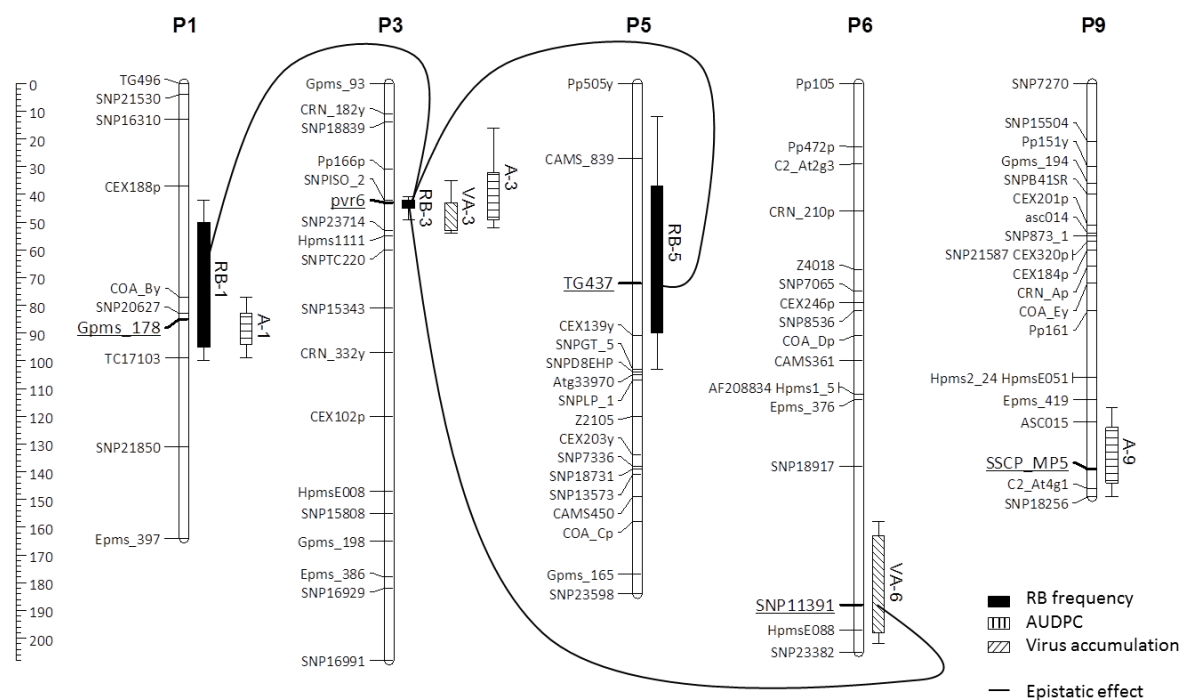 P1 P3 P5 P6 P9
0
10
20
30
40
50
60
70
80
90
100
110
120
130
140
150
160
170
180
190
200
TG496
SNP21530
SNP16310
CEX188p
COA_By
SNP20627
Gpms_178
TC17103
SNP21850
Epms_397
RB-1
A-1
Gpms_93
CRN_182y
SNP18839
Pp166p
SNPISO_2
pvr6
SNP23714
Hpms1111
SNPTC220
SNP15343
CRN_332y
CEX102p
HpmsE008
SNP15808
Gpms_198
Epms_386
SNP16929
SNP16991
RB-3
VA-3
A-3
Pp505y
CAMS_839
TG437
CEX139y
SNPGT_5
SNPD8EHP
Atg33970
SNPLP_1
Z2105
CEX203y
SNP7336
SNP18731
SNP13573
CAMS450
COA_Cp
Gpms_165
SNP23598
RB-5
Pp105
Pp472p
C2_At2g3
CRN_210p
Z4018
SNP7065
CEX246p
SNP8536
COA_Dp
CAMS361
AF208834 Hpms1_5
Epms_376
SNP18917
SNP11391
HpmsE088
SNP23382
VA-6
SNP7270
SNP15504
Pp151y
Gpms_194
SNPB41SR
CEX201p
asc014
SNP873_1
SNP21587 CEX320p
CEX184p
CRN_Ap
COA_Ey
Pp161
Hpms2_24 HpmsE051
Epms_419
ASC015
SSCP_MP5
C2_At4g1
SNP18256
A-9
RB frequency
AUDPC
Virus accumulation
Epistatic effect